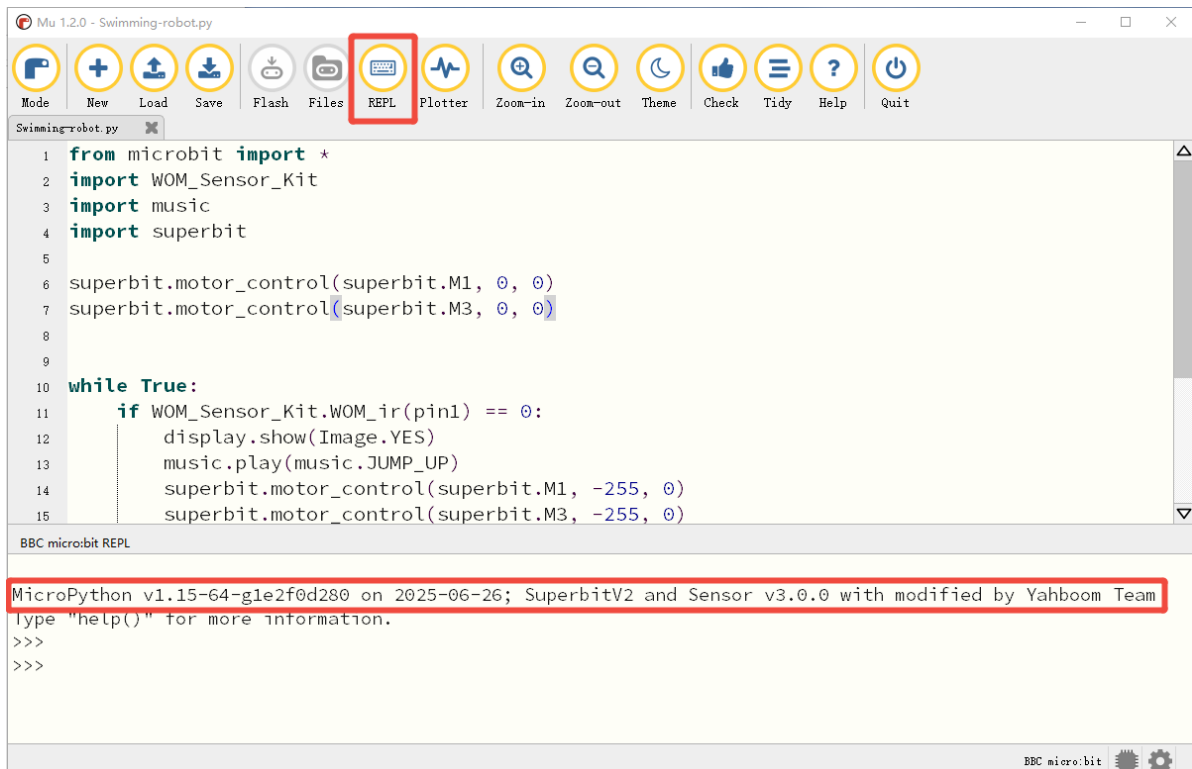 Mu 1.2.0 - Swimming-robot.py
Mode New Load Save Flash Files REPL Plotter Zoom-in Zoom-out Theme Check Tidy Help Quit
Swimming-robot.py
1 from microbit import *
2 import WOM_Sensor_Kit
3 import music
4 import superbit
5
6 superbit.motor_control(superbit.M1, 0, 0)
7 superbit.motor_control(superbit.M3, 0, 0)
8
9
10 while True:
11 if WOM_Sensor_Kit.WOM_ir(pin1) == 0:
12 display.show(Image.YES)
13 music.play(music.JUMP_UP)
14 superbit.motor_control(superbit.M1, -255, 0)
15 superbit.motor_control(superbit.M3, -255, 0)
BBC micro:bit REPL
MicroPython v1.15-64-g1e2f0d280 on 2025-06-26; SuperbitV2 and Sensor v3.0.0 with modified by Yahboom Team
Type "help()" for more information.
>>>
>>>
BBC micro:bit